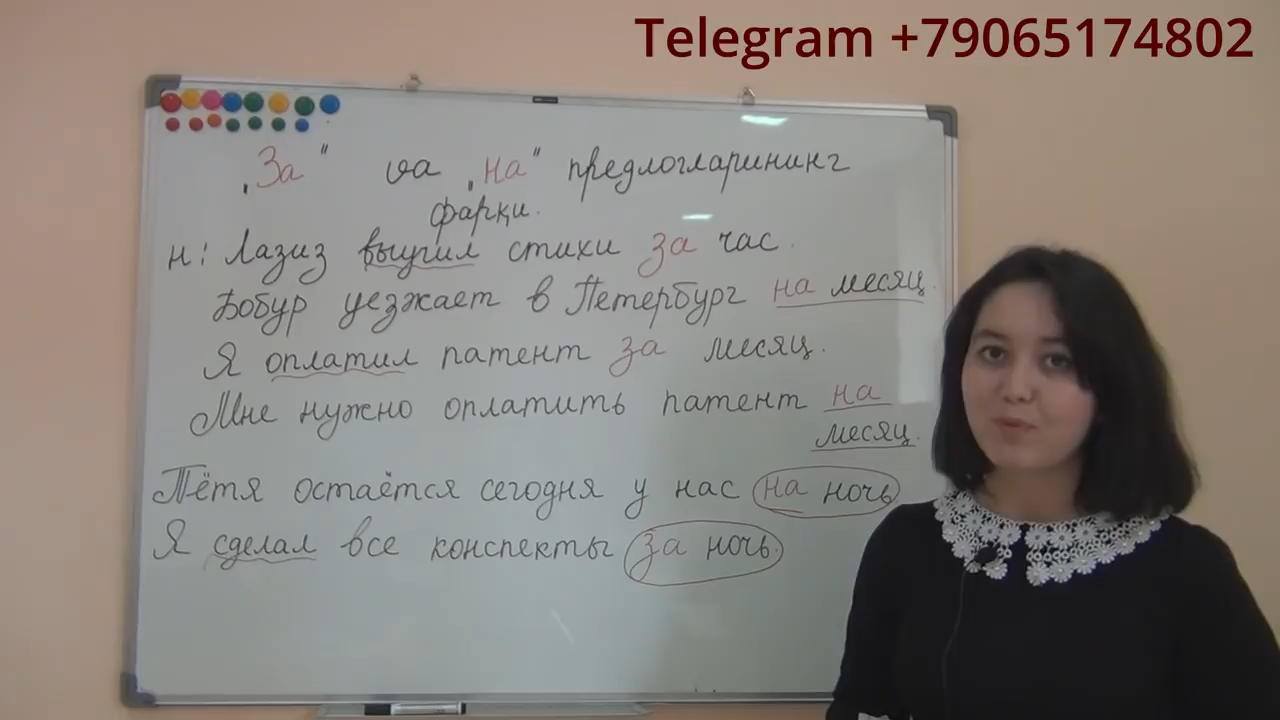 Telegram +79065174802
„За" ва „на" предлогларининг
фарқи.
н: Лазиз выучил стихи за час.
Бобур уезжает в Петербург на месяц.
Я оплатил патент за месяц.
Мне нужно оплатить патент на
месяц.
Пётя остаётся сегодня у нас на ночь
Я сделал все конспекты за ночь.